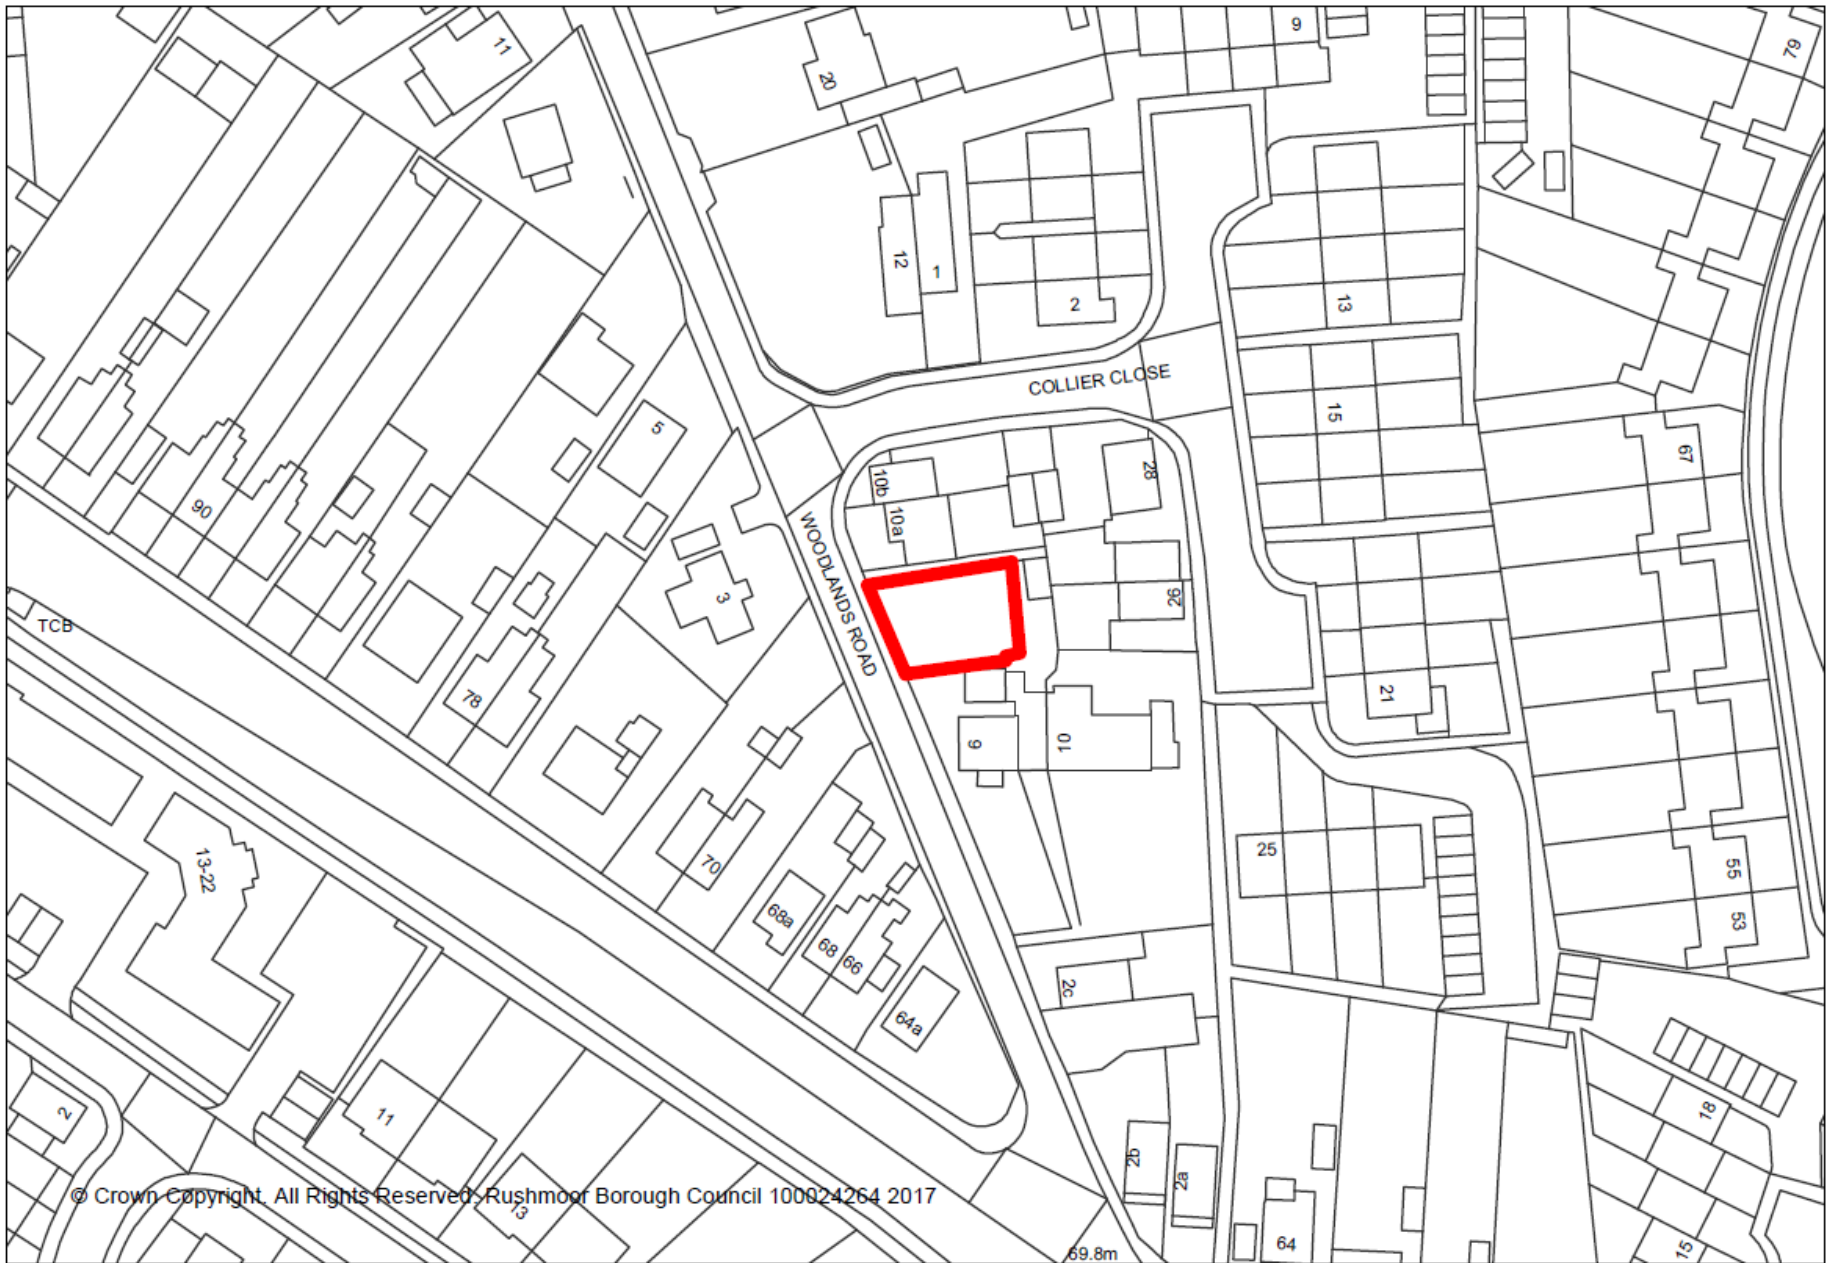 11
20
9
79
12
1
2
13
COLLIER CLOSE
5
15
67
28
10b
90
10a
WOODLANDS ROAD
3
26
TCB
78
21
9
10
70
13-22
25
55
68a
53
68
66
2c
64a
2
11
18
2b
2a
© Crown Copyright. All Rights Reserved. Rushmoor Borough Council 100024264 2017
13
64
15
69.8m